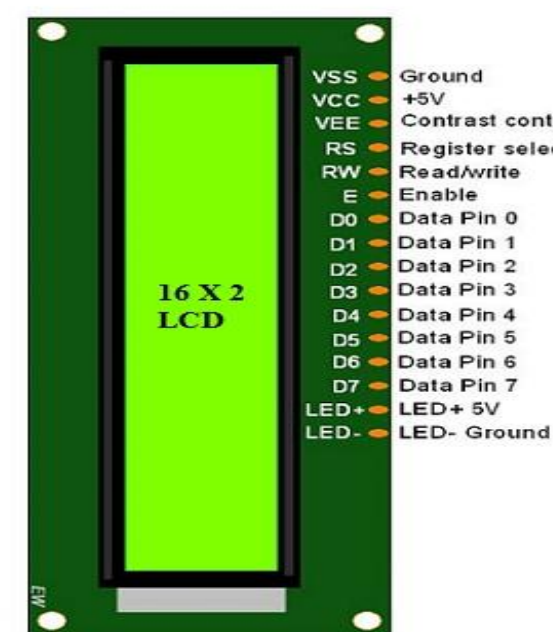 VSS Ground
VCC +5V
VEE Contrast cont
RS Register selec
RW Read/write
E Enable
D0 Data Pin 0
D1 Data Pin 1
D2 Data Pin 2
D3 Data Pin 3
D4 Data Pin 4
D5 Data Pin 5
D6 Data Pin 6
D7 Data Pin 7
LED+ LED+ 5V
LED- LED- Ground
16 X 2
LCD
EW